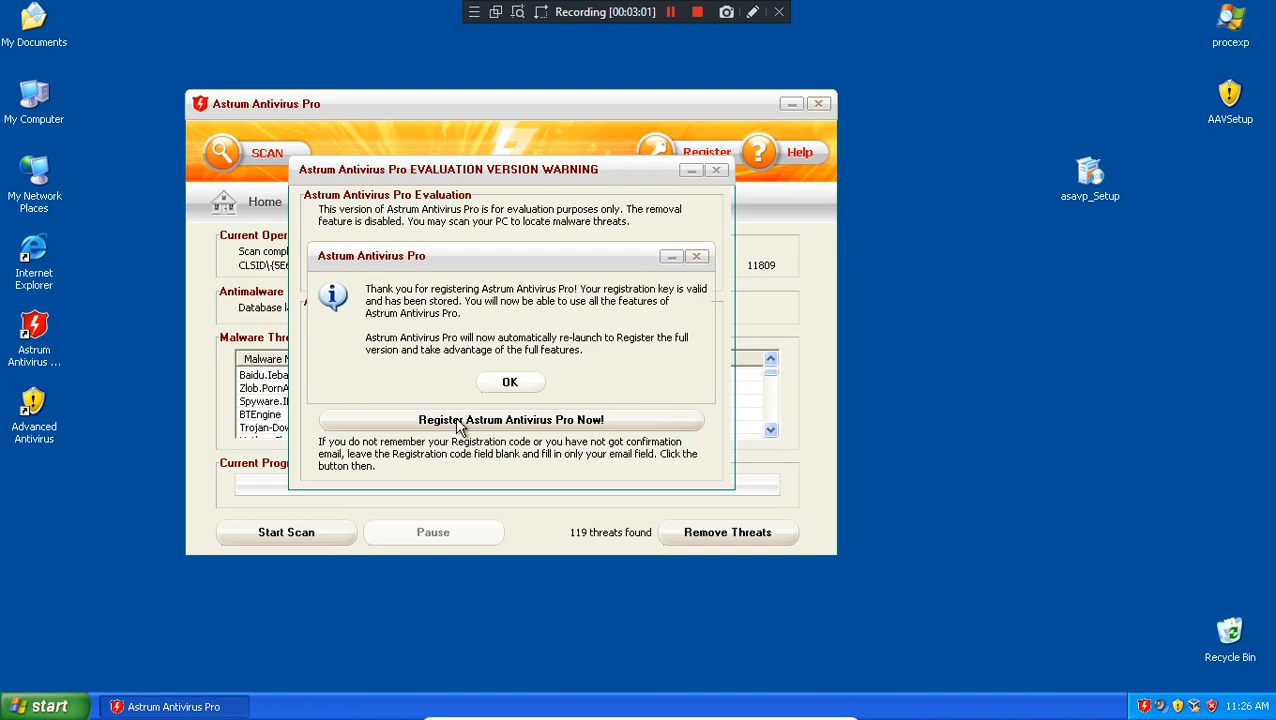 Recording [00:03:01]
My Documents
procexp
My Computer
AAVSetup
Astrum Antivirus Pro
SCAN
Register
Help
Astrum Antivirus Pro EVALUATION VERSION WARNING
My Network
Places
asavp_Setup
Home
Astrum Antivirus Pro Evaluation
This version of Astrum Antivirus Pro is for evaluation purposes only. The removal
feature is disabled. You may scan your PC to locate malware threats.
Current Oper
Scan compl
CLSID\{5E6
11809
Astrum Antivirus Pro
Internet
Explorer
Thank you for registering Astrum Antivirus Pro! Your registration key is valid
and has been stored. You will now be able to use all the features of
Astrum Antivirus Pro.
Astrum Antivirus Pro will now automatically re-launch to Register the full
version and take advantage of the full features.
OK
Antimalware
Database la
Malware Thre
Malware N
Baidu.Ieba
Zlob.PornA
Spyware.II
BTEngine
Trojan-Dow
Astrum
Antivirus ...
Advanced
Antivirus
Register Astrum Antivirus Pro Now!
If you do not remember your Registration code or you have not got confirmation
email, leave the Registration code field blank and fill in only your email field. Click the
button then.
Current Prog
Start Scan
Pause
119 threats found
Remove Threats
Recycle Bin
start
Astrum Antivirus Pro
11:26 AM